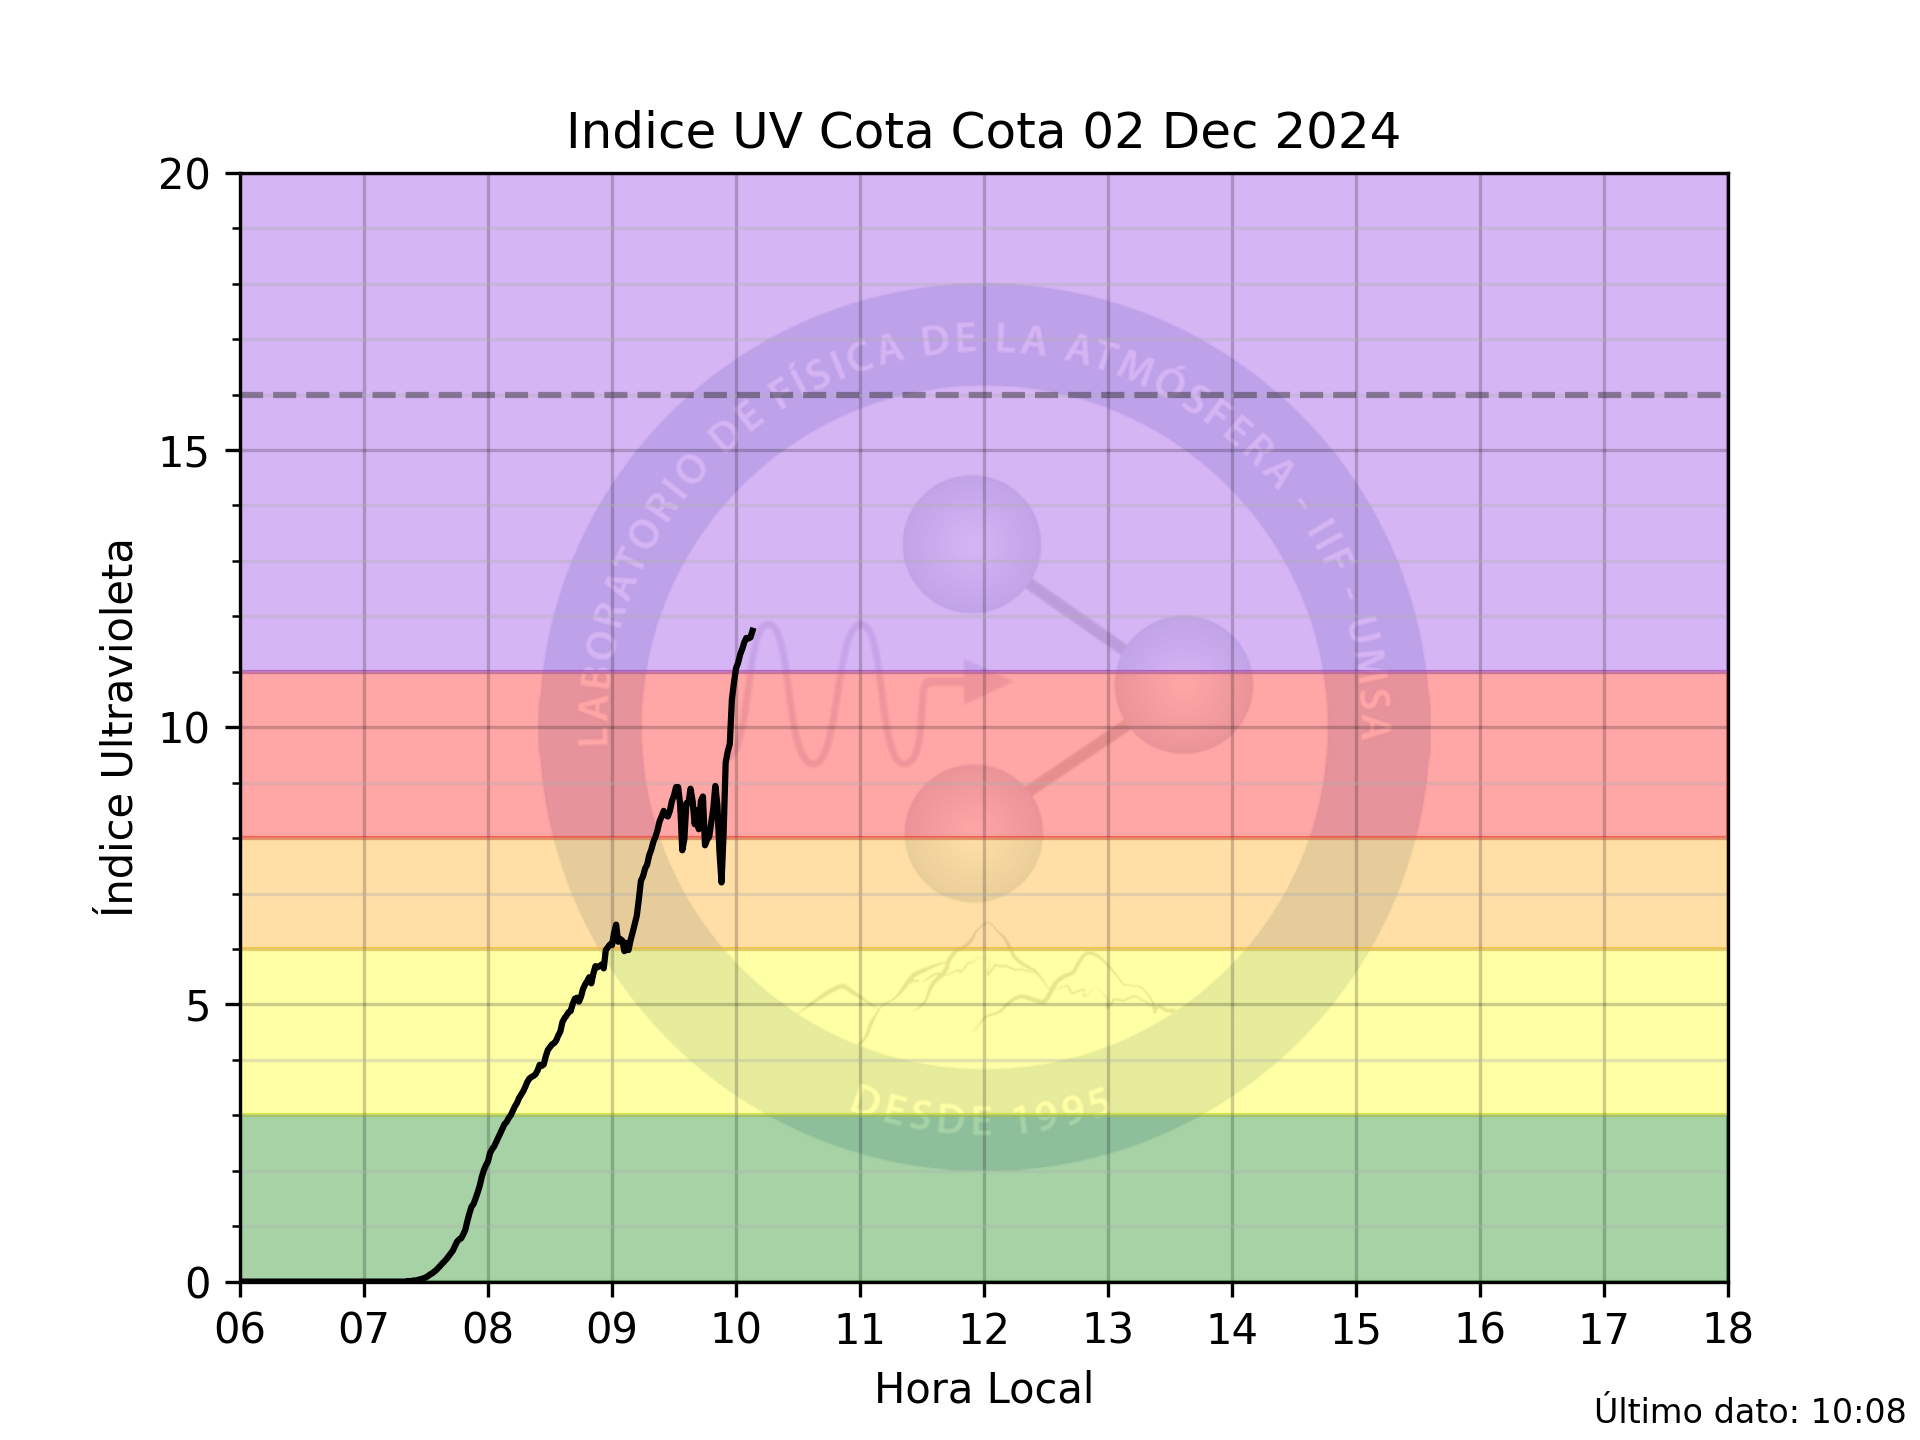 Indice UV Cota Cota 02 Dec 2024
20
15
10
5
0
Índice Ultravioleta
LABORATORIO DE FÍSICA DE LA ATMÓSFERA - IIF - UMSA
DESDE 1995
06 07 08 09 10 11 12 13 14 15 16 17 18
Hora Local
Último dato: 10:08